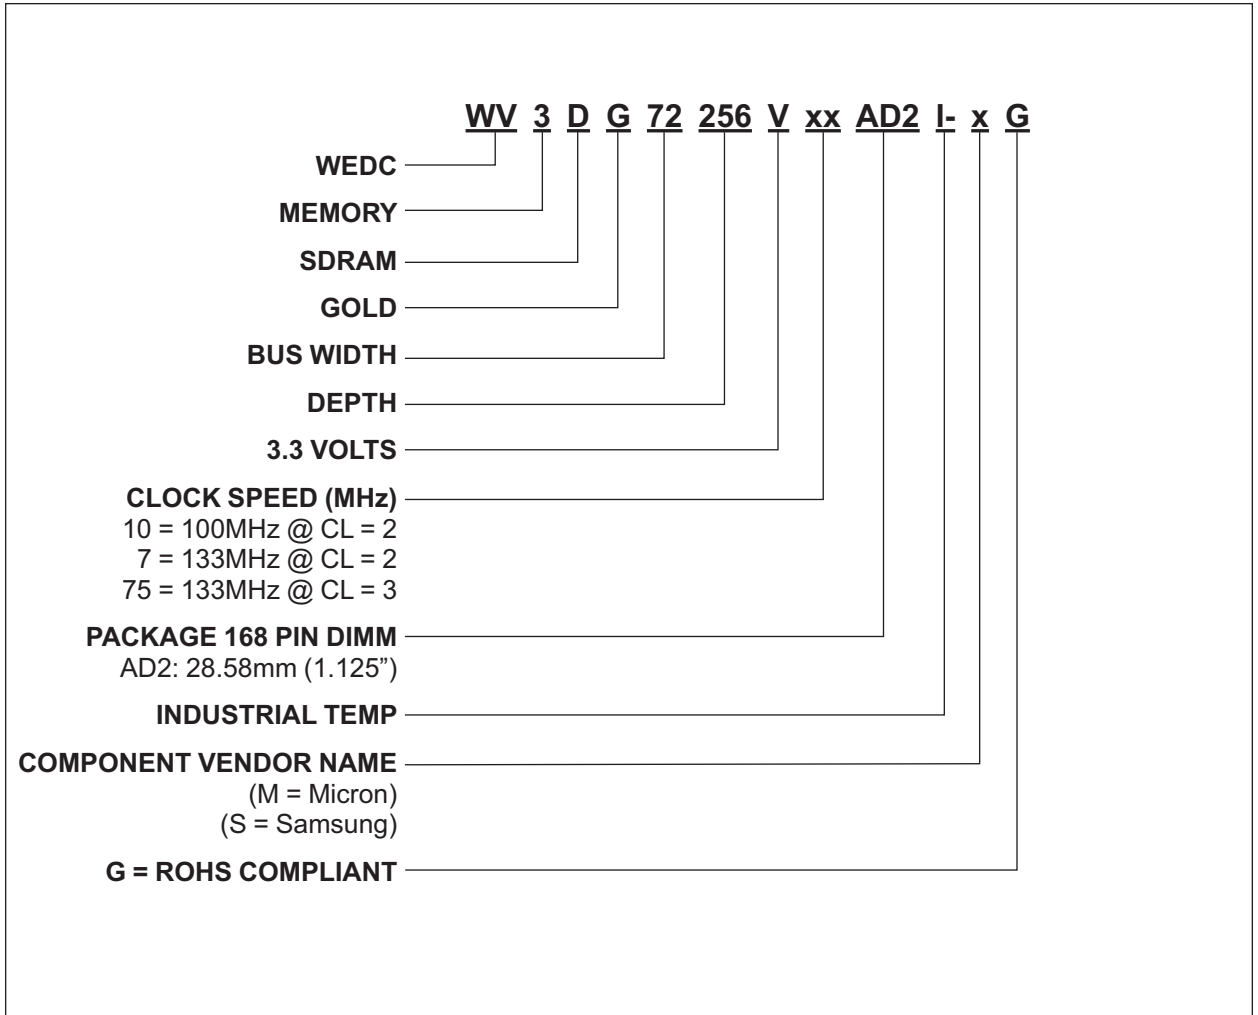 WV 3 D G 72 256 V xx AD2 I- x G
WEDC
MEMORY
SDRAM
GOLD
BUS WIDTH
DEPTH
3.3 VOLTS
CLOCK SPEED (MHz)
10 = 100MHz @ CL = 2
7 = 133MHz @ CL = 2
75 = 133MHz @ CL = 3
PACKAGE 168 PIN DIMM
AD2: 28.58mm (1.125”)
INDUSTRIAL TEMP
COMPONENT VENDOR NAME
(M = Micron)
(S = Samsung)
G = ROHS COMPLIANT